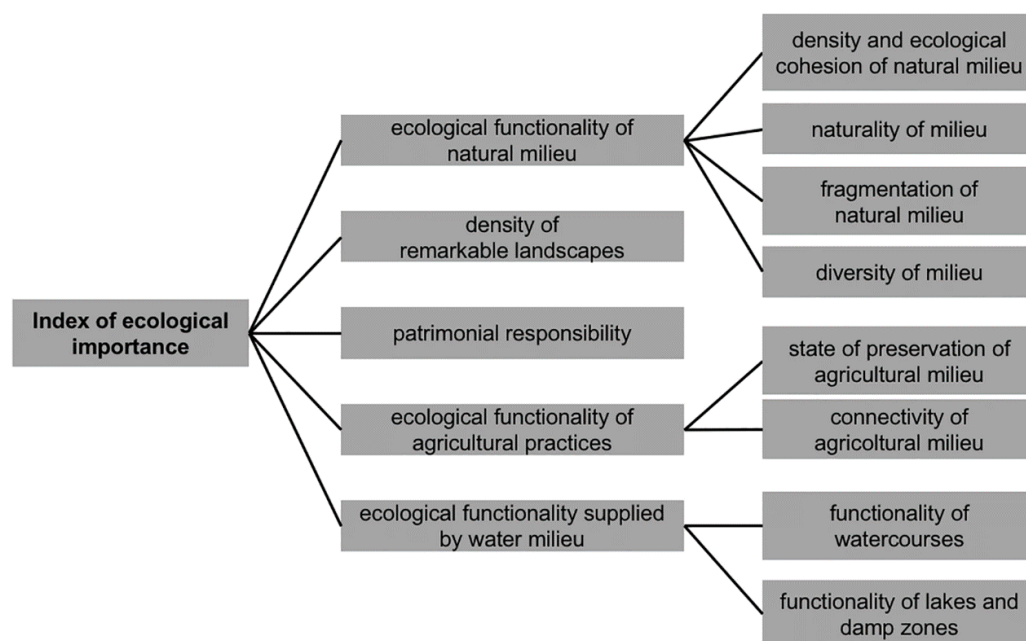 Index of ecological
importance
ecological functionality of
natural milieu
density of
remarkable landscapes
patrimonial responsibility
ecological functionality of
agricultural practices
ecological functionality supplied
by water milieu
density and ecological
cohesion of natural milieu
naturality of milieu
fragmentation of
natural milieu
diversity of milieu
state of preservation of
agricultural milieu
connectivity of
agricoltural milieu
functionality of
watercourses
functionality of lakes and
damp zones